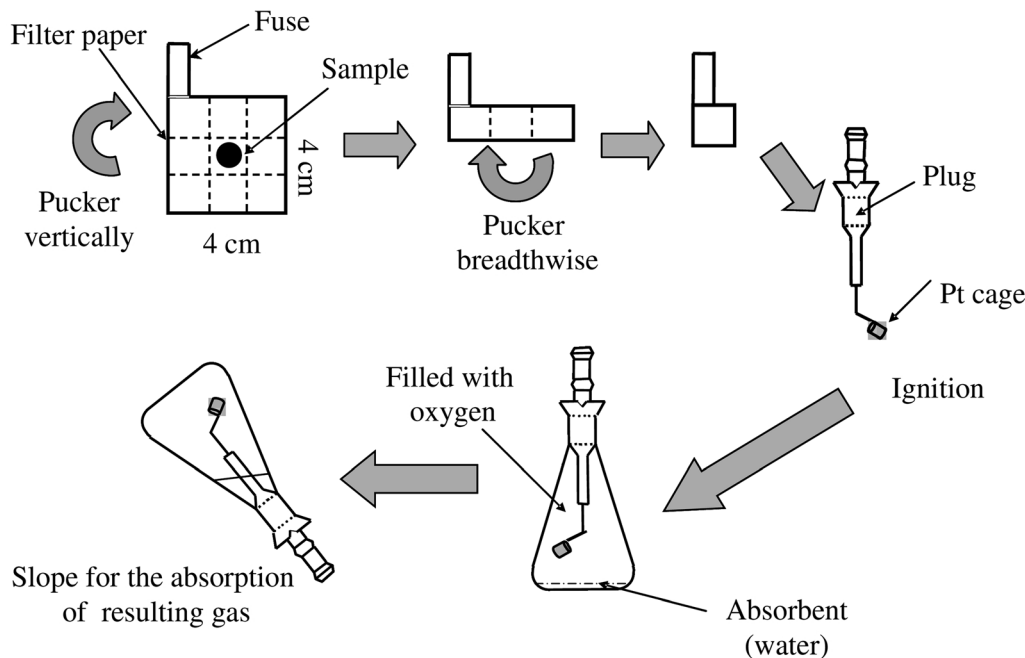 Filter paper
Fuse
Sample
4 cm
4 cm
Pucker
vertically
Pucker
breadthwise
Plug
Pt cage
Ignition
Filled with
oxygen
Absorbent
(water)
Slope for the absorption
of resulting gas